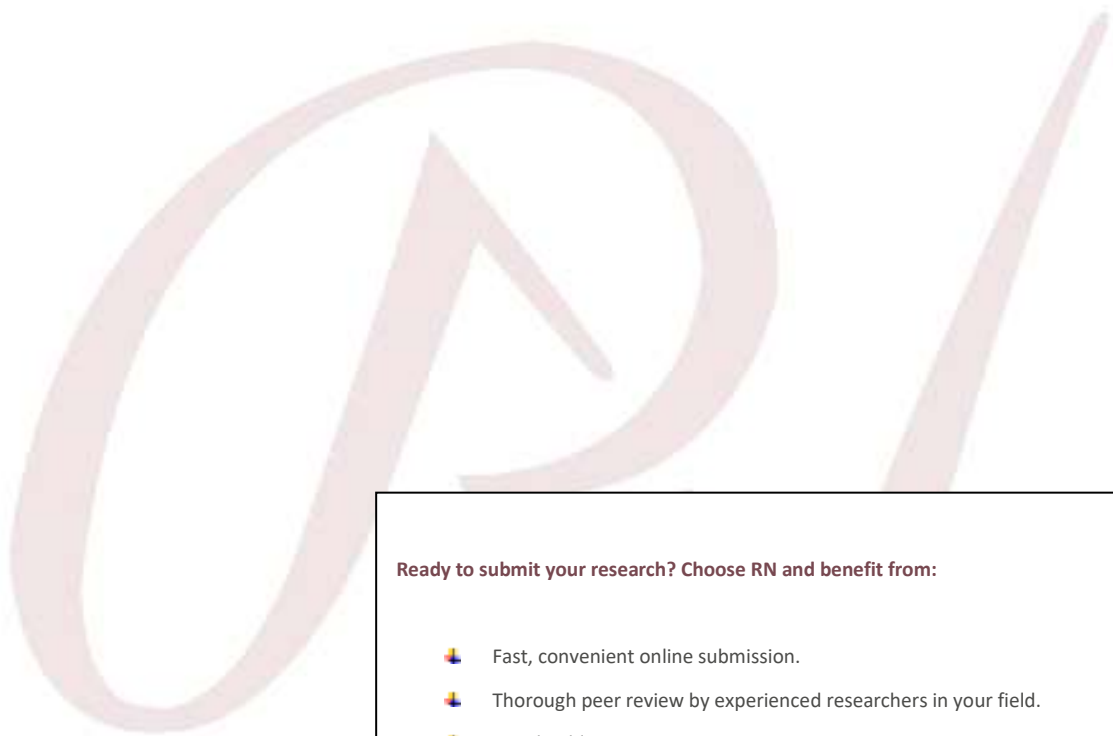 Ready to submit your research? Choose RN and benefit from:
Fast, convenient online submission.
Thorough peer review by experienced researchers in your field.